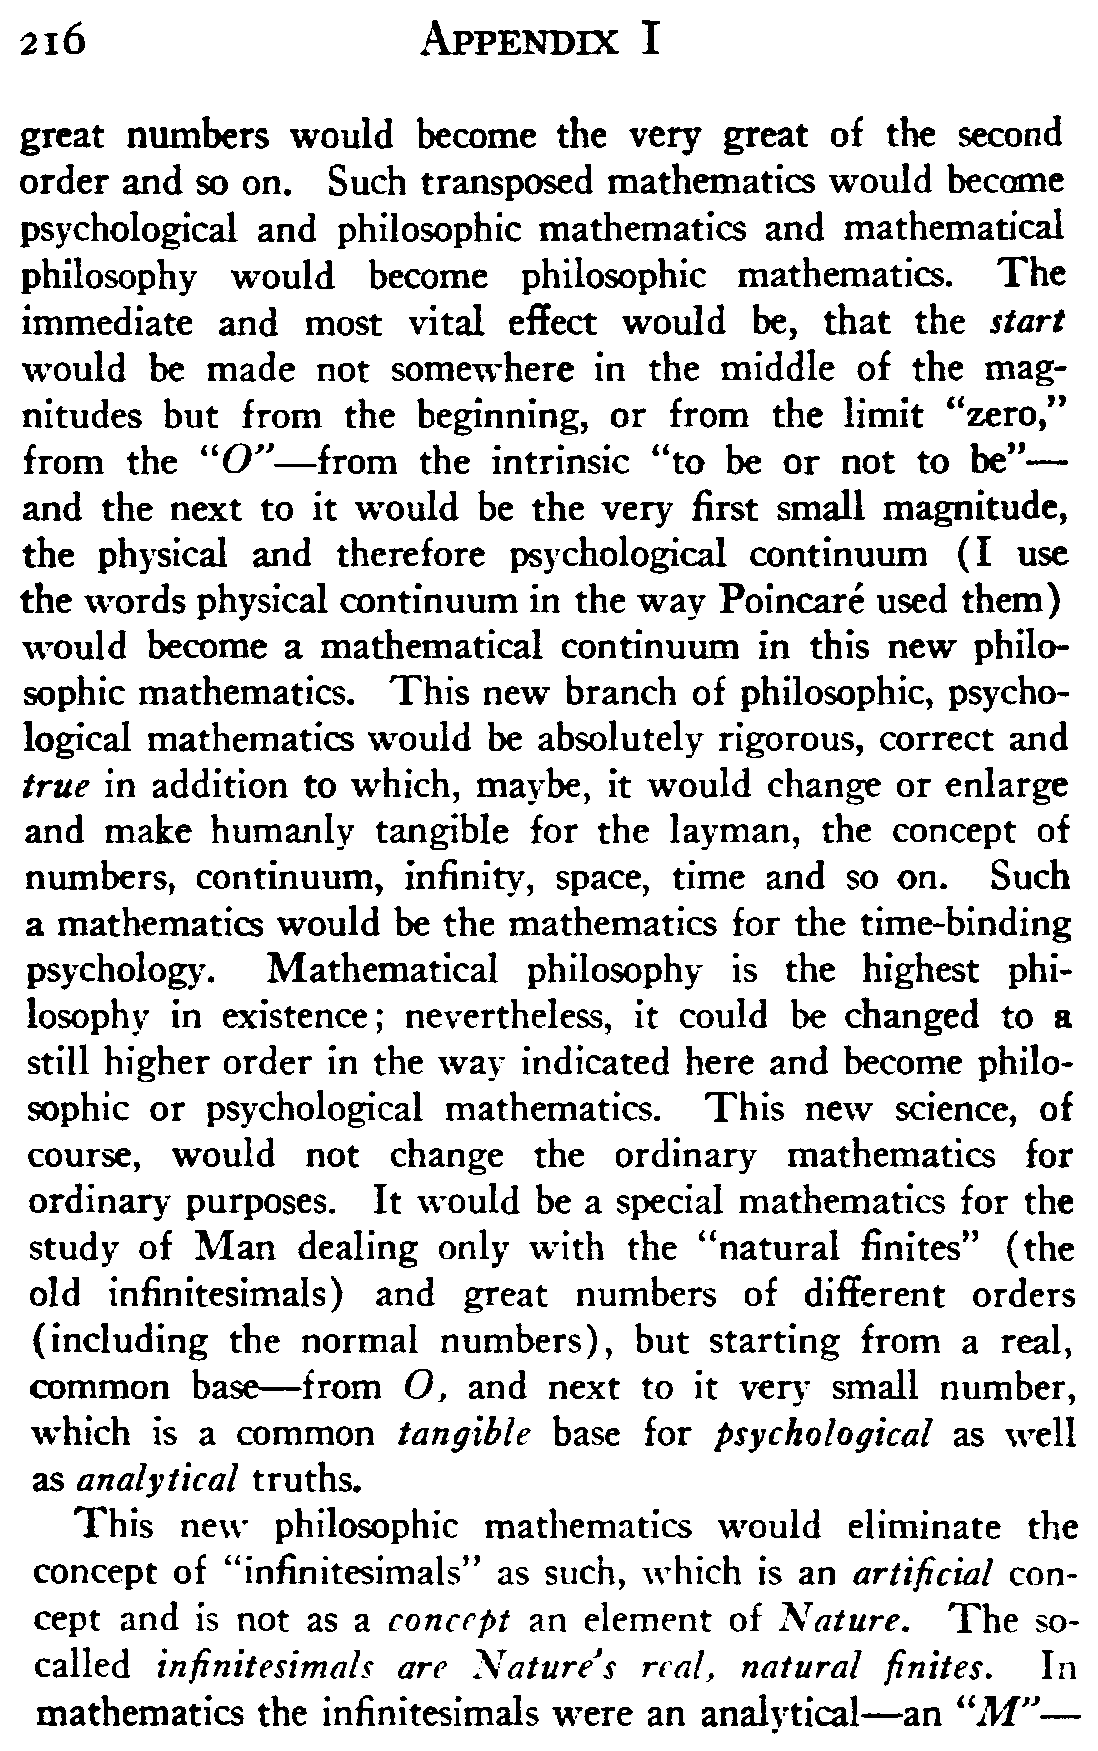 216 APPENDIX I
great numbers would become the very great of the second
order and so on. Such transposed mathematics would become
psychological and philosophic mathematics and mathematical
philosophy would become philosophic mathematics. The
immediate and most vital effect would be, that the start
would be made not somewhere in the middle of the mag-
nitudes but from the beginning, or from the limit “zero,”
from the “O”—from the intrinsic “to be or not to be”—
and the next to it would be the very first small magnitude,
the physical and therefore psychological continuum (I use
the words physical continuum in the way Poincaré used them)
would become a mathematical continuum in this new philo-
sophic mathematics. This new branch of philosophic, psycho-
logical mathematics would be absolutely rigorous, correct and
true in addition to which, maybe, it would change or enlarge
and make humanly tangible for the layman, the concept of
numbers, continuum, infinity, space, time and so on. Such
a mathematics would be the mathematics for the time-binding
psychology. Mathematical philosophy is the highest phi-
losophy in existence; nevertheless, it could be changed to a
still higher order in the way indicated here and become philo-
sophic or psychological mathematics. This new science, of
course, would not change the ordinary mathematics for
ordinary purposes. It would be a special mathematics for the
study of Man dealing only with the “natural finites” (the
old infinitesimals) and great numbers of different orders
(including the normal numbers), but starting from a real,
common base—from O, and next to it very small number,
which is a common tangible base for psychological as well
as analytical truths.
This new philosophic mathematics would eliminate the
concept of “infinitesimals” as such, which is an artificial con-
cept and is not as a concept an element of Nature. The so-
called infinitesimals are Nature's real, natural finites. In
mathematics the infinitesimals were an analytical—an “M”—